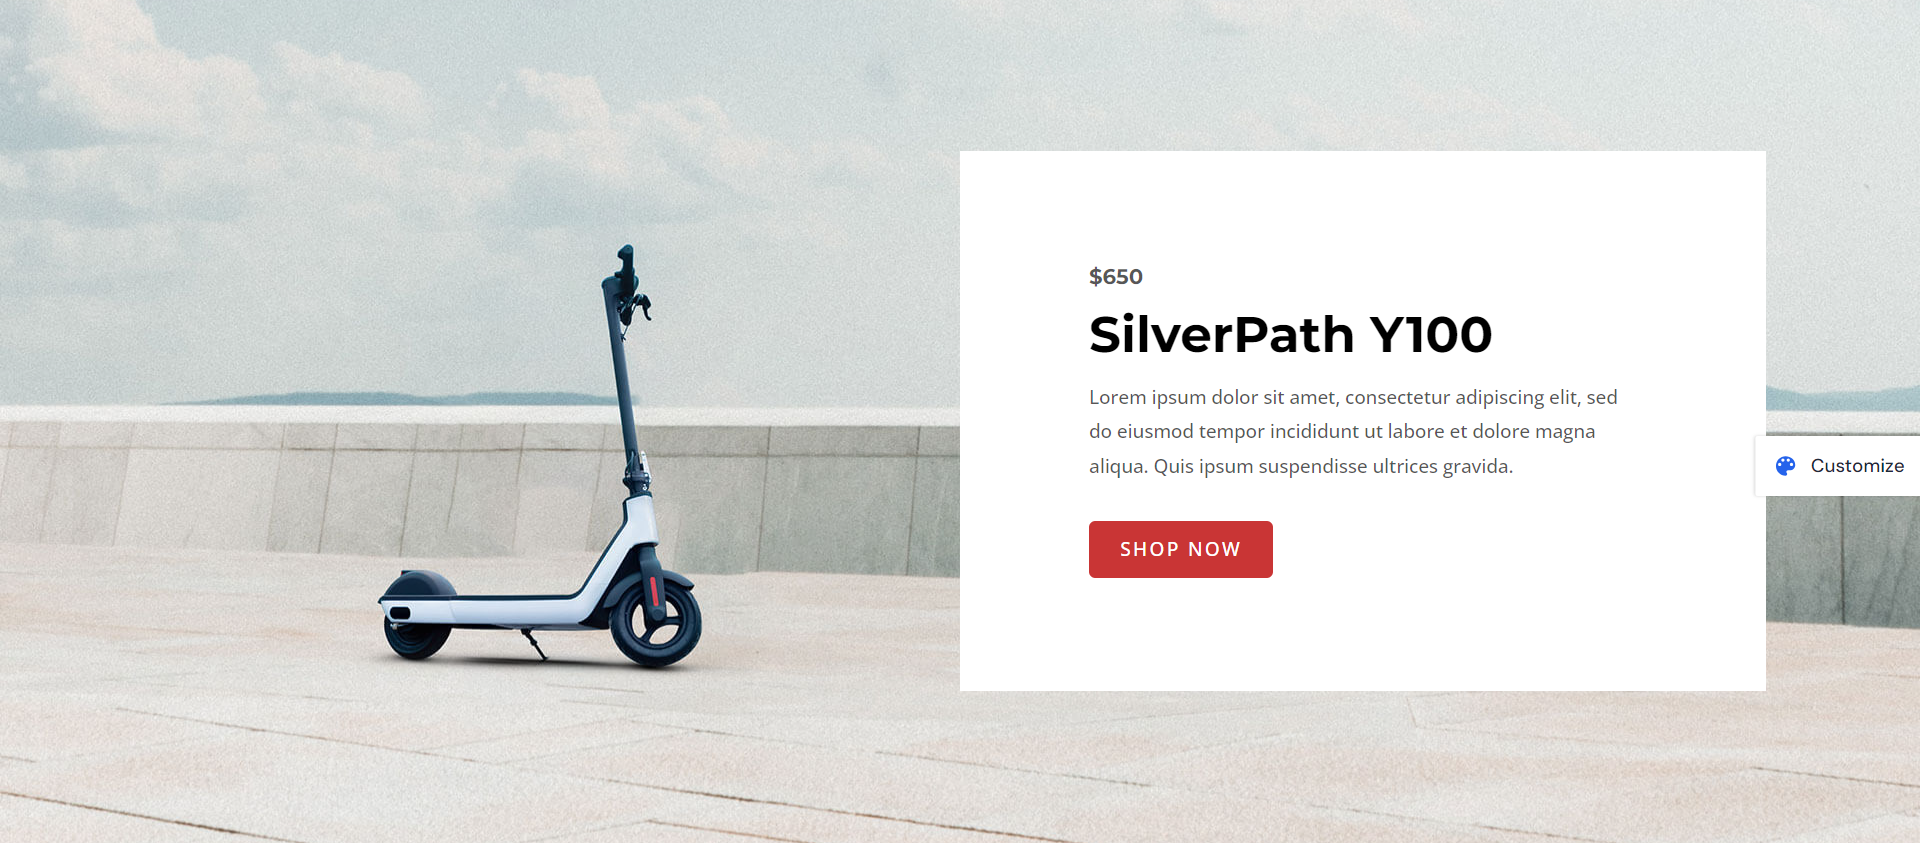 $650
SilverPath Y100
Lorem ipsum dolor sit amet, consectetur adipiscing elit, sed
do eiusmod tempor incididunt ut labore et dolore magna
aliqua. Quis ipsum suspendisse ultrices gravida.
SHOP NOW
Customize